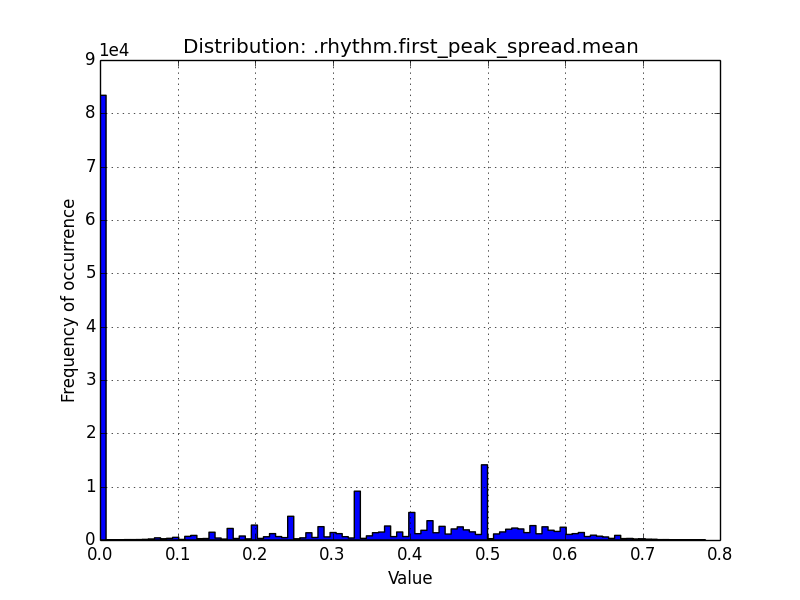 Distribution: .rhythm.first_peak_spread.mean
1e4
9
8
7
6
5
4
3
2
1
0
Frequency of occurrence
0.0 0.1 0.2 0.3 0.4 0.5 0.6 0.7 0.8
Value